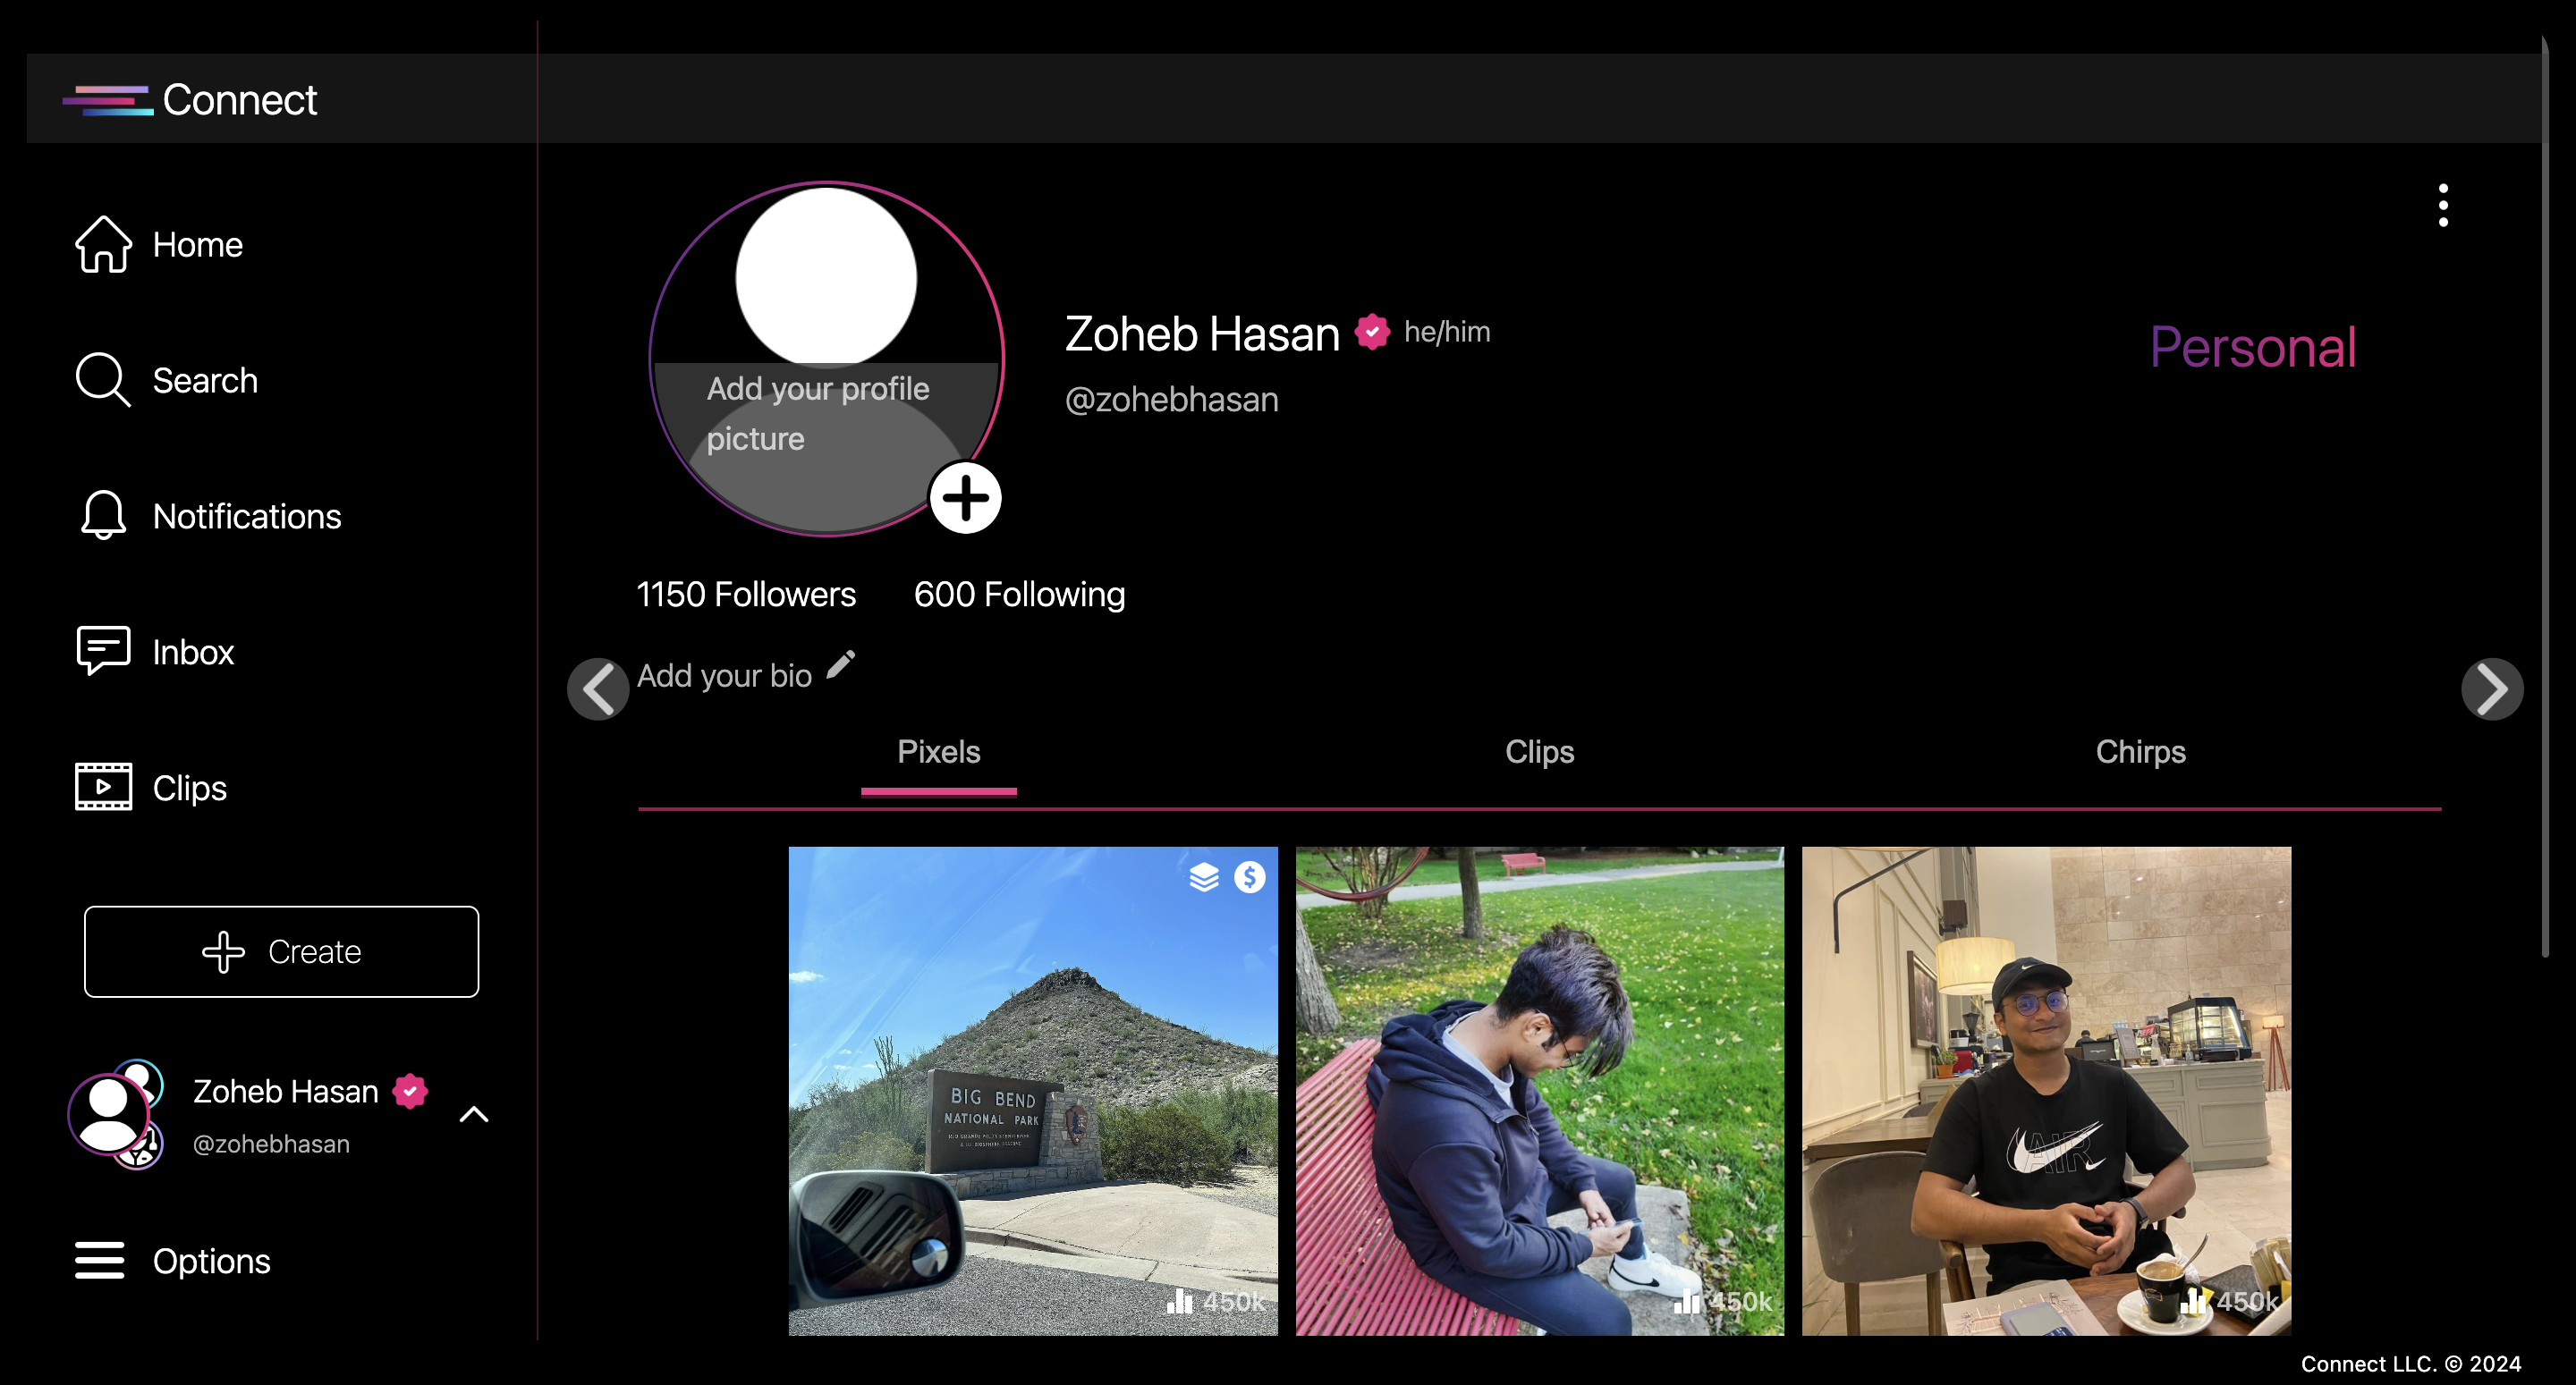 Connect
Home
Search
Notifications
Inbox
Clips
Create
Zoheb Hasan
@zohebhasan
Options
Add your profile
picture
Zoheb Hasan he/him
@zohebhasan
Personal
1150 Followers 600 Following
Add your bio
Pixels Clips Chirps
BIG BEND
NATIONAL PARK
450k
450k
AIR
450k
Connect LLC. © 2024